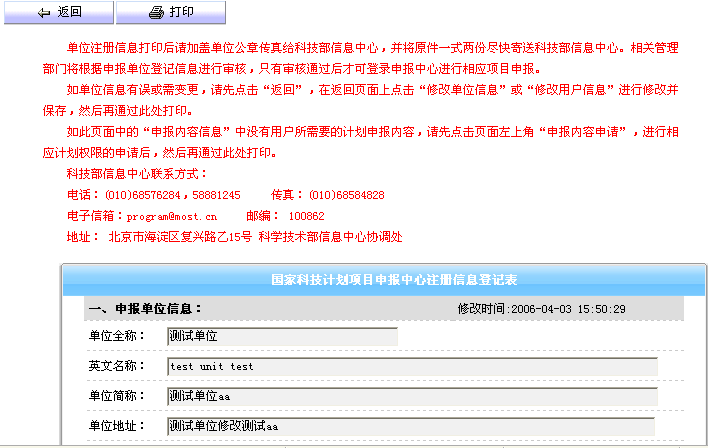 返回 打印
单位注册信息打印后请加盖单位公章传真给科技部信息中心，并将原件一式两份尽快寄送科技部信息中心。相关管理
部门将根据申报单位登记信息进行审核，只有审核通过后才可登录申报中心进行相应项目申报。
如单位信息有误或需变更，请先点击“返回”，在返回页面上点击“修改单位信息”或“修改用户信息”进行修改并
保存，然后再通过此处打印。
如此页面中的“申报内容信息”中没有用户所需要的计划申报内容，请先点击页面左上角“申报内容申请”，进行相
应计划权限的申请后，然后再通过此处打印。
科技部信息中心联系方式：
电话：(010)68576284，58881245 传真：(010)68584828
电子信箱：program@most.cn 邮编： 100862
地址： 北京市海淀区复兴路乙15号 科学技术部信息中心协调处
国家科技计划项目申报中心注册信息登记表
一、申报单位信息： 修改时间:2006-04-03 15:50:29
单位全称： 测试单位
英文名称： test unit test
单位简称： 测试单位aa
单位地址： 测试单位修改测试aa